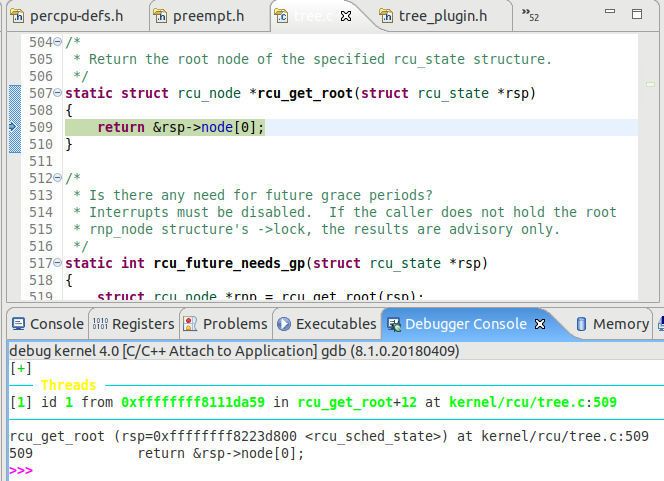 percpu-defs.h preempt.h tree.c tree_plugin.h »52
504 /*
505  * Return the root node of the specified rcu_state structure.
506  */
507 static struct rcu_node *rcu_get_root(struct rcu_state *rsp)
508 {
509     return &rsp->node[0];
510 }
511
512 /*
513  * Is there any need for future grace periods?
514  * Interrupts must be disabled.  If the caller does not hold the root
515  * rnp_node structure's ->lock, the results are advisory only.
516  */
517 static int rcu_future_needs_gp(struct rcu_state *rsp)
518 {
519     struct rcu_node *rnp = rcu_get_root(rsp);
Console Registers Problems Executables Debugger Console Memory
debug kernel 4.0 [C/C++ Attach to Application] gdb (8.1.0.20180409)
[+]
Threads
[1] id 1 from 0xffffffff8111da59 in rcu_get_root+12 at kernel/rcu/tree.c:509
rcu_get_root (rsp=0xffffffff8223d800 <rcu_sched_state>) at kernel/rcu/tree.c:509
509             return &rsp->node[0];
>>>